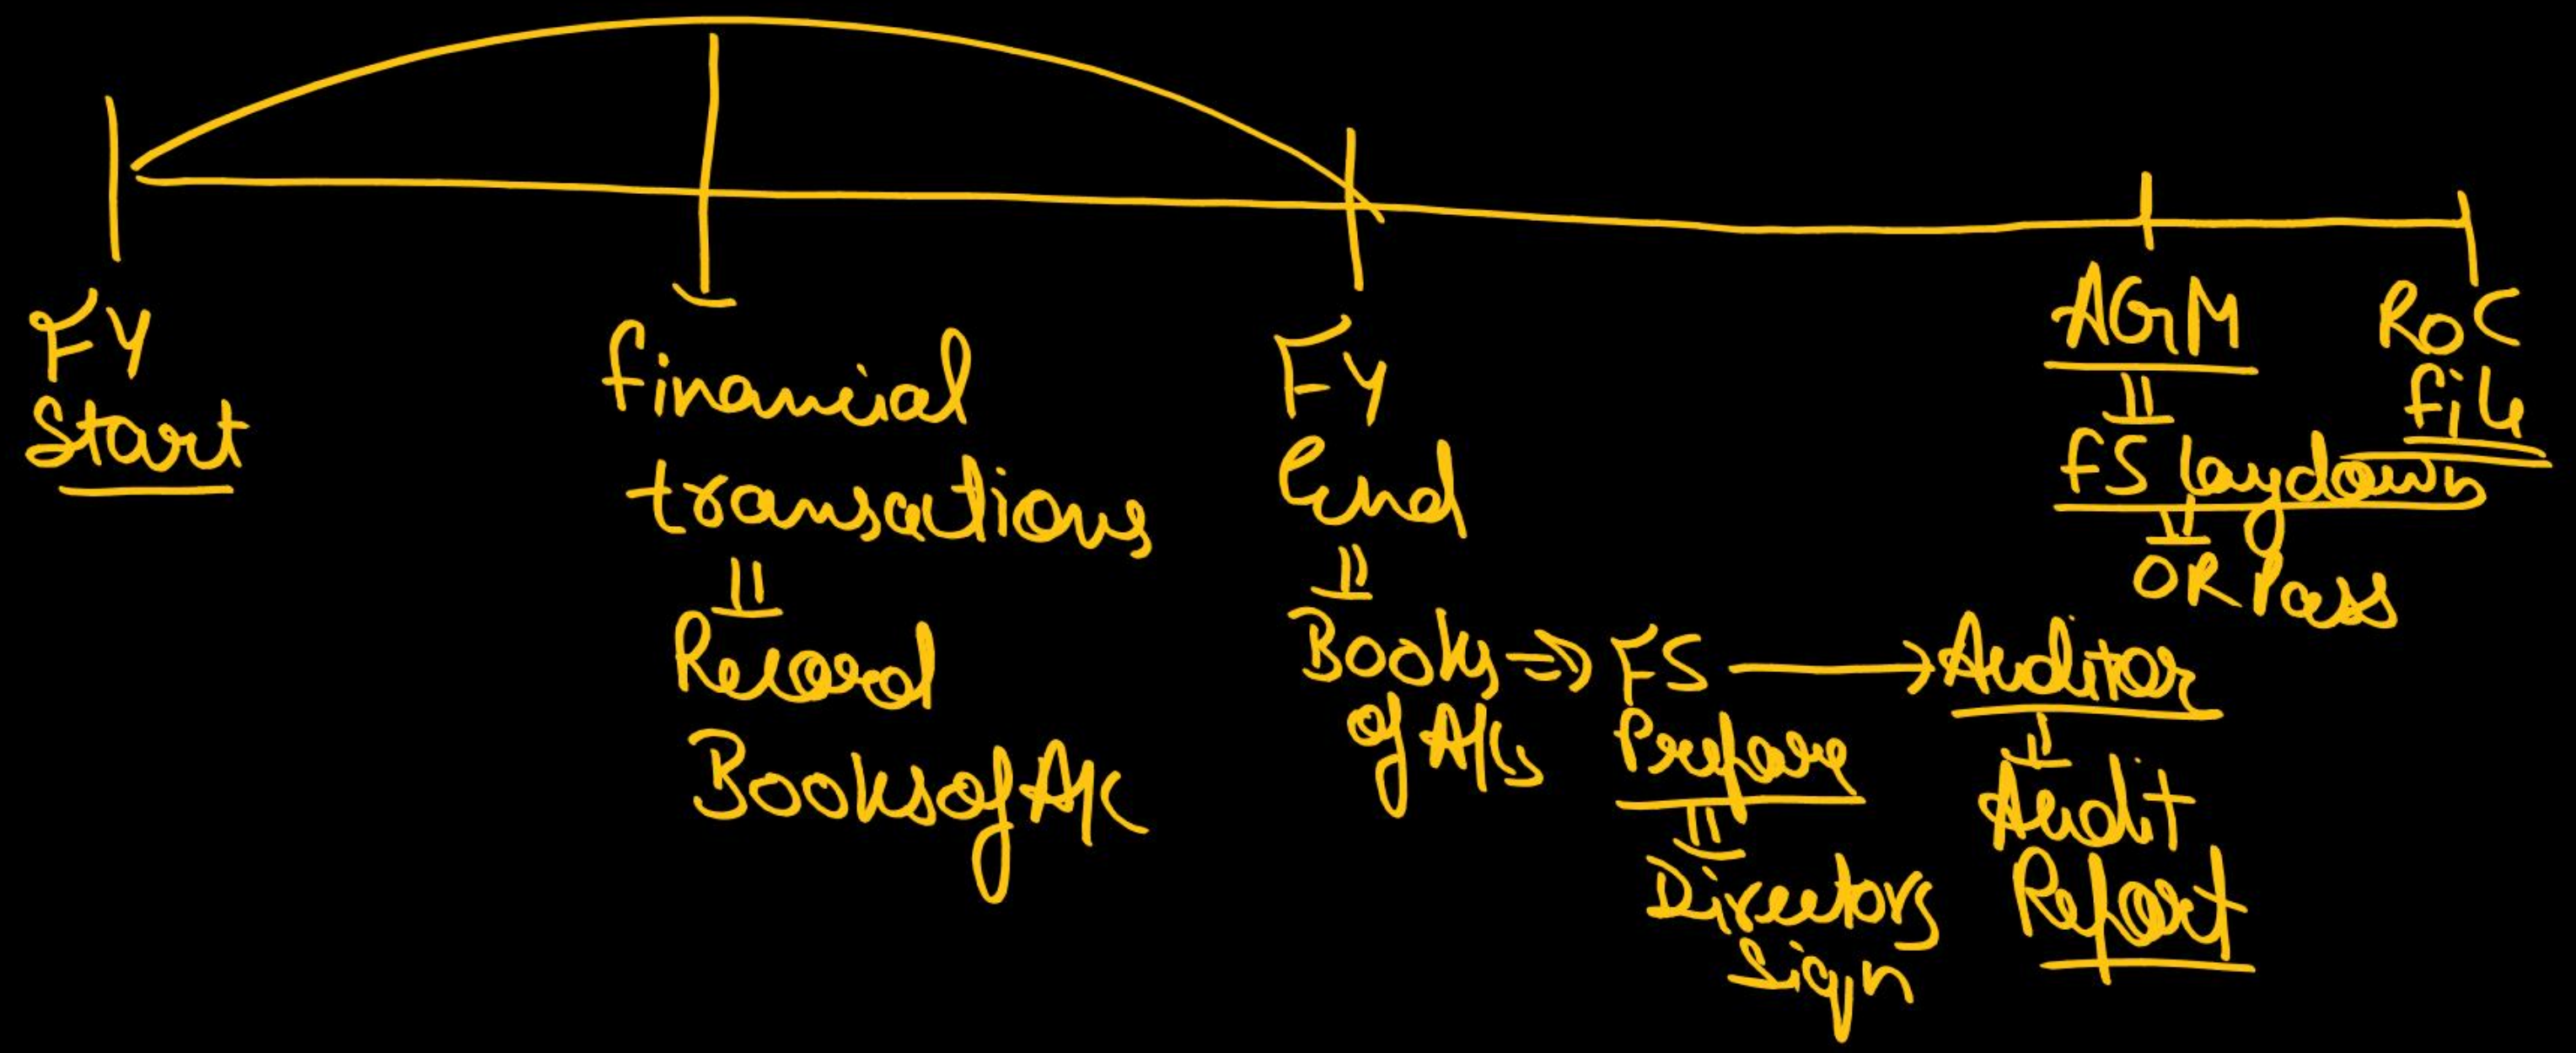 FY
Start
financial
transactions
Record
Books of A/C
FY
End
Books
of A/Cs
FS
Prepare
Directors
Sign
Auditor
Audit
Report
AGM
FS laydown
OR Pass
RoC
file